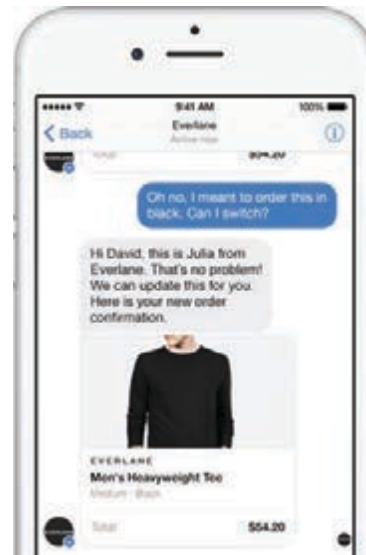 9:41 AM
100%
Back
Everlane
Active now
Total
$54.20
Oh no, I meant to order this in
black. Can I switch?
Hi David, this is Julia from
Everlane. That's no problem!
We can update this for you.
Here is your new order
confirmation.
EVERLANE
Men's Heavyweight Tee
Medium · Black
Total
$54.20